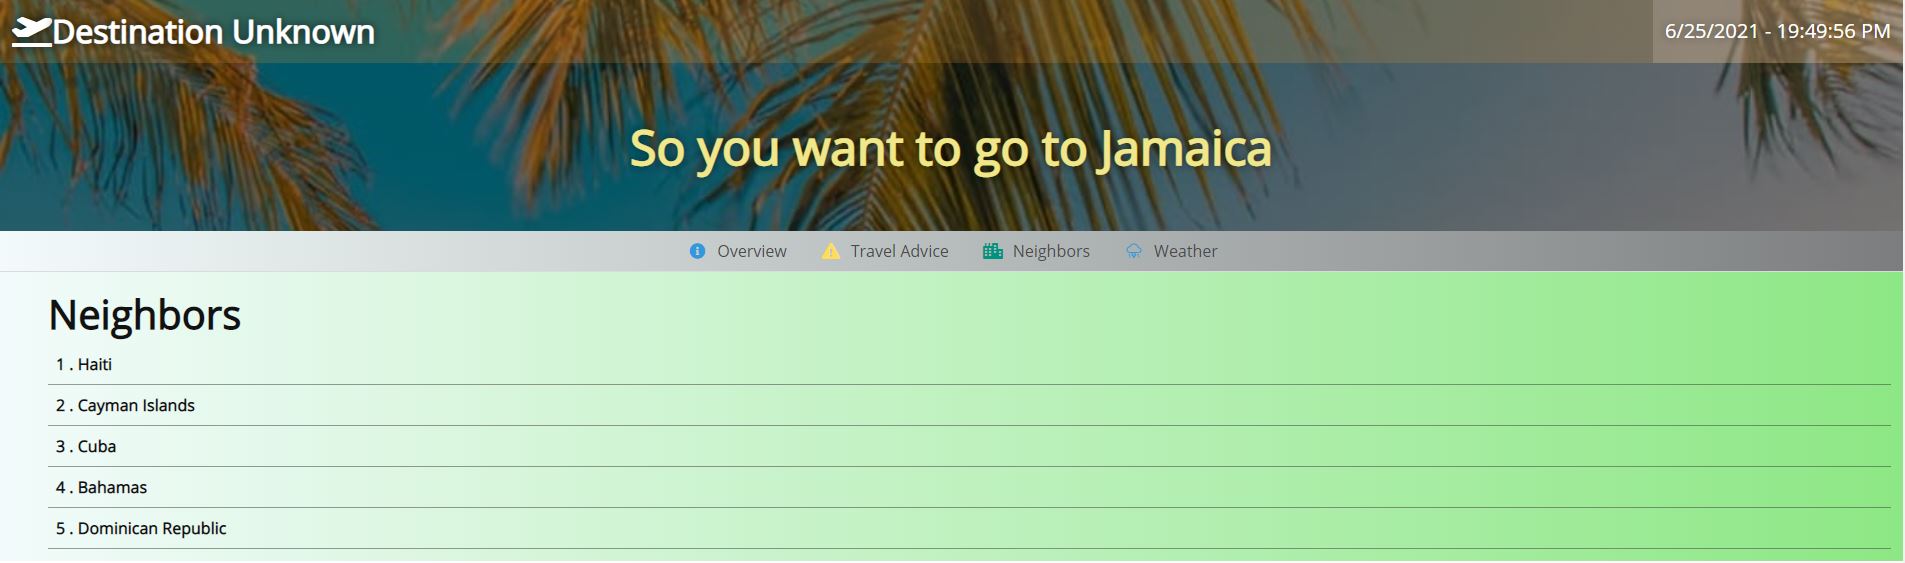 Destination Unknown
6/25/2021 - 19:49:56 PM
So you want to go to Jamaica
Overview Travel Advice Neighbors Weather
Neighbors
1 . Haiti
2 . Cayman Islands
3 . Cuba
4 . Bahamas
5 . Dominican Republic